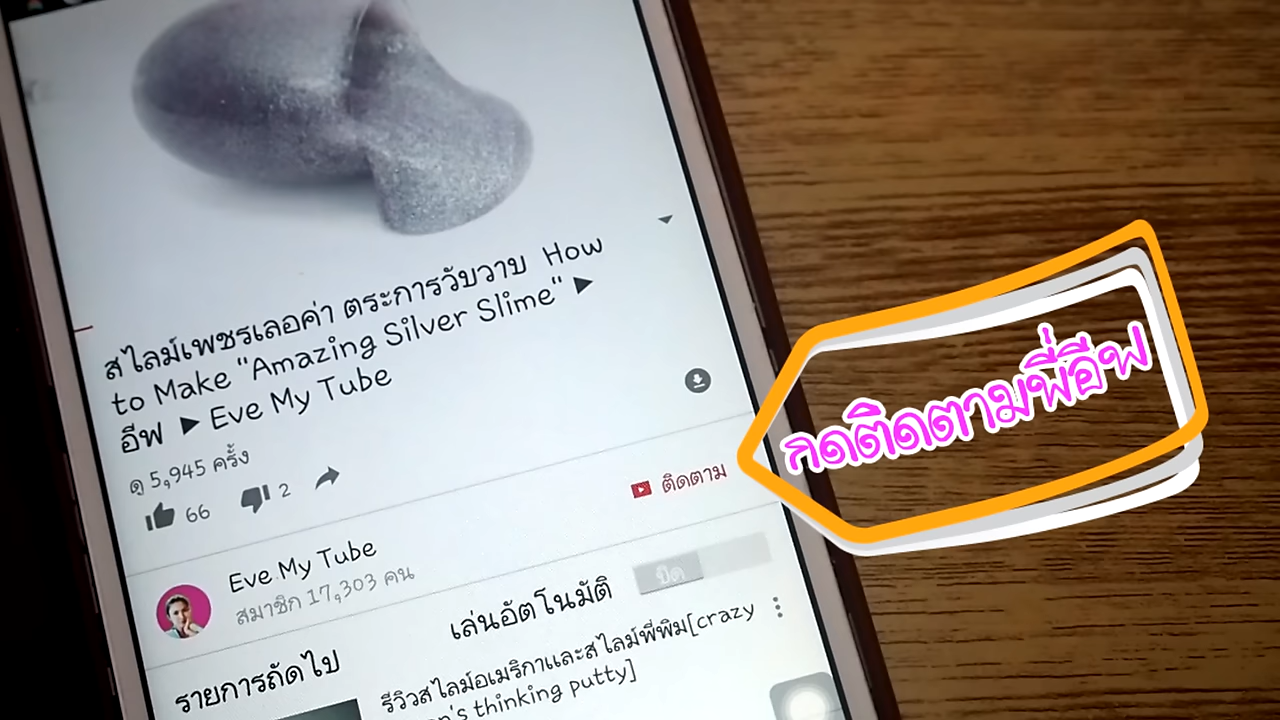 สไลม์เพชรเลอค่า ตระการวับวาบ How
to Make "Amazing Silver Slime" ►
อีฟ ► Eve My Tube
ดู 5,945 ครั้ง
66 2
ติดตาม
กดติดตามพี่อีฟ
Eve My Tube
สมาชิก 17,303 คน
เล่นอัตโนมัติ ปิด
รายการถัดไป
รีวิวสไลม์อเมริกาและสไลม์พี่พิม[crazy
thinking putty]